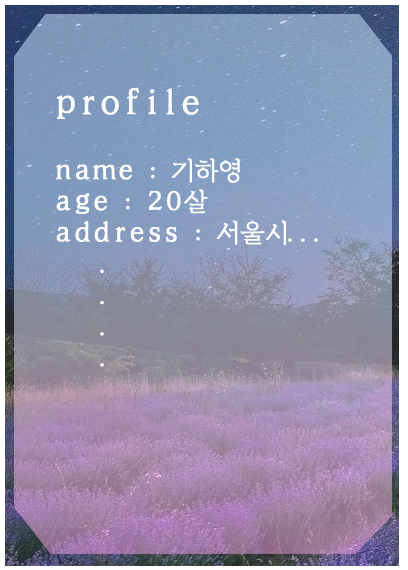 profile
name : 기하영
age : 20살
address : 서울시...
.
.
.
.